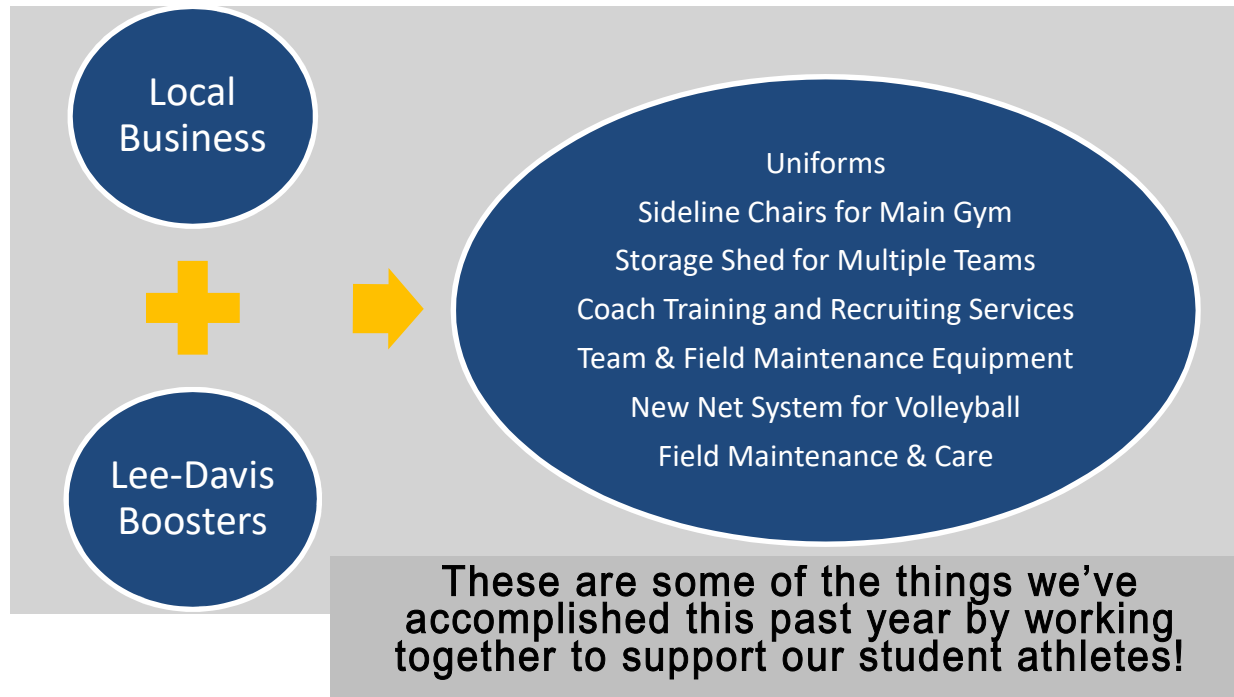 Local
Business
Lee-Davis
Boosters
Uniforms
Sideline Chairs for Main Gym
Storage Shed for Multiple Teams
Coach Training and Recruiting Services
Team & Field Maintenance Equipment
New Net System for Volleyball
Field Maintenance & Care
These are some of the things we’ve
accomplished this past year by working
together to support our student athletes!